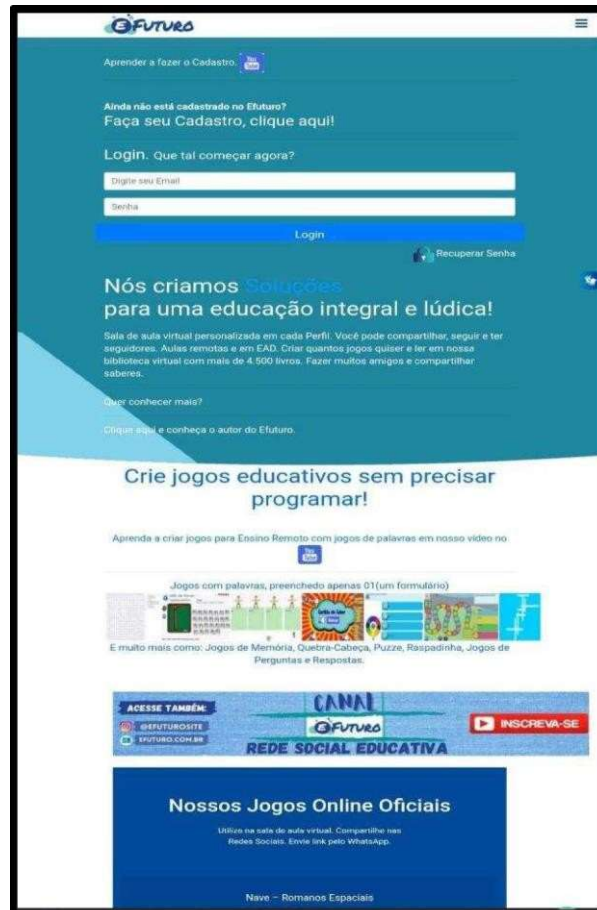 EFUTURO
Aprender a fazer o Cadastro. You Tube
Ainda não está cadastrado no Efuturo?
Faça seu Cadastro, clique aqui!
Login. Que tal começar agora?
Digite seu Email
Senha
Login
Recuperar Senha
Nós criamos Soluções
para uma educação integral e lúdica!
Sala de aula virtual personalizada em cada Perfil. Você pode compartilhar, seguir e ter
seguidores. Aulas remotas e em EAD. Criar quantos jogos quiser e ler em nossa
biblioteca virtual com mais de 4.500 livros. Fazer muitos amigos e compartilhar
saberes.
Quer conhecer mais?
Clique aqui e conheça o autor do Efuturo.
Crie jogos educativos sem precisar
programar!
Aprenda a criar jogos para Ensino Remoto com jogos de palavras em nosso vídeo no
You Tube
Jogos com palavras, preenchedo apenas 01(um formulário)
E muito mais como: Jogos de Memória, Quebra-Cabeça, Puzze, Raspadinha, Jogos de
Perguntas e Respostas.
ACESSE TAMBÉM:
@EFUTUROSITE
EFUTURO.COM.BR
CANAL
EFUTURO
REDE SOCIAL EDUCATIVA
INSCREVA-SE
Nossos Jogos Online Oficiais
Utilize na sala de aula virtual. Compartilhe nas
Redes Sociais. Envie link pelo WhatsApp.
Nave – Romanos Espaciais